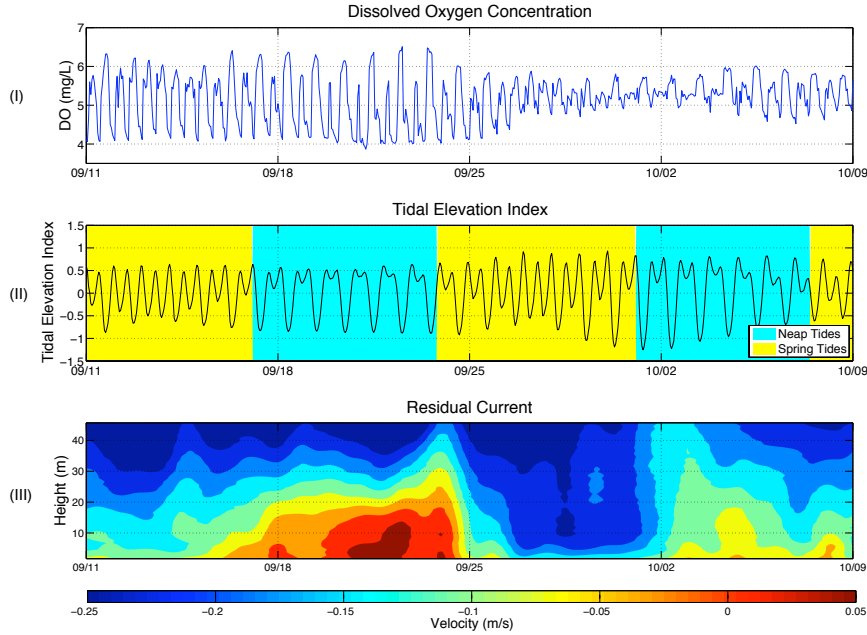 Dissolved Oxygen Concentration
7
6
5
4
DO (mg/L)
(I)
09/11 09/18 09/25 10/02 10/09
Tidal Elevation Index
1.5
1
0.5
0
−0.5
−1
−1.5
Tidal Elevation Index
(II)
Neap Tides
Spring Tides
09/11 09/18 09/25 10/02 10/09
Residual Current
40
30
20
10
Height (m)
(III)
09/11 09/18 09/25 10/02 10/09
−0.25 −0.2 −0.15 −0.1 −0.05 0 0.05
Velocity (m/s)